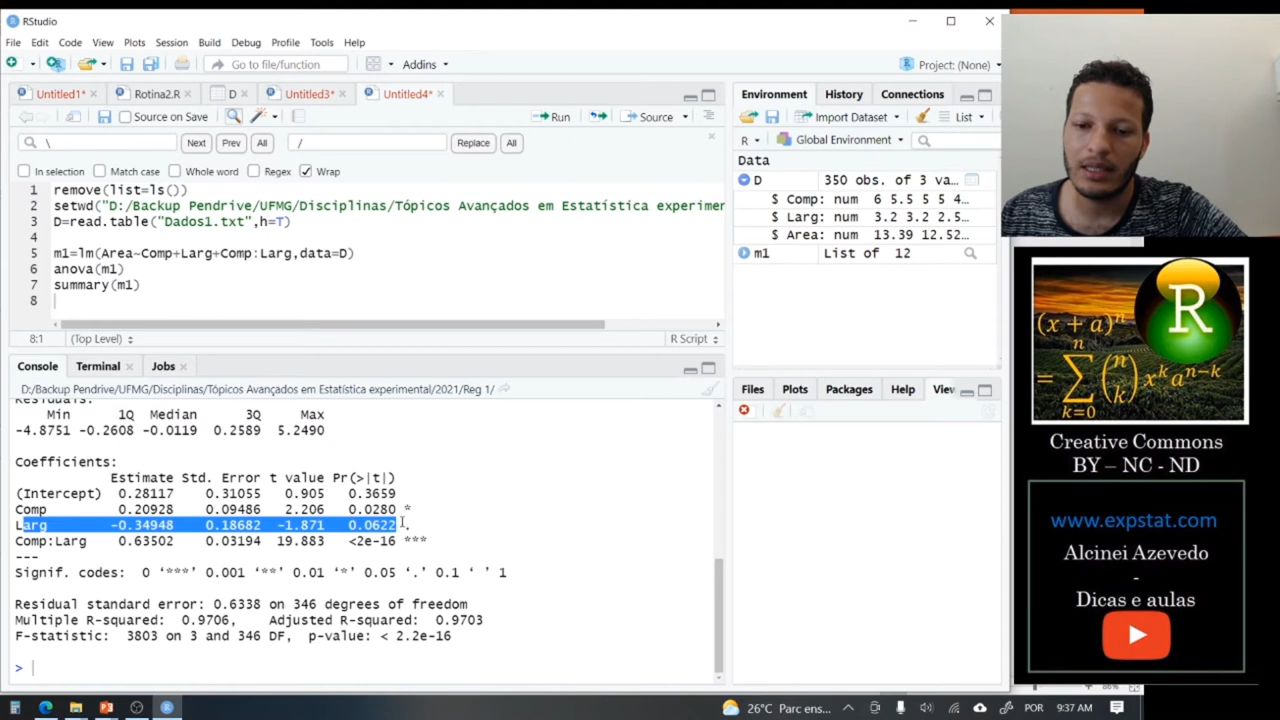 RStudio
File Edit Code View Plots Session Build Debug Profile Tools Help
Go to file/function Addins Project: (None)
Untitled1* Rotina2.R D Untitled3* Untitled4*
Source on Save Run Source
\ Next Prev All / Replace All
In selection Match case Whole word Regex Wrap
1 remove(list=ls())
2 setwd("D:/Backup Pendrive/UFMG/Disciplinas/Tópicos Avançados em Estatística experimen
3 D=read.table("Dados1.txt",h=T)
4
5 m1=lm(Area~Comp+Larg+Comp:Larg,data=D)
6 anova(m1)
7 summary(m1)
8
8:1 (Top Level) R Script
Console Terminal Jobs
D:/Backup Pendrive/UFMG/Disciplinas/Tópicos Avançados em Estatística experimental/2021/Reg 1/
Residuals:
Min 1Q Median 3Q Max
-4.8751 -0.2608 -0.0119 0.2589 5.2490
Coefficients:
Estimate Std. Error t value Pr(>|t|)
(Intercept) 0.28117 0.31055 0.905 0.3659
Comp 0.20928 0.09486 2.206 0.0280 *
Larg -0.34948 0.18682 -1.871 0.0622 .
Comp:Larg 0.63502 0.03194 19.883 <2e-16 ***
---
Signif. codes: 0 ‘***’ 0.001 ‘**’ 0.01 ‘*’ 0.05 ‘.’ 0.1 ‘ ’ 1
Residual standard error: 0.6338 on 346 degrees of freedom
Multiple R-squared: 0.9706, Adjusted R-squared: 0.9703
F-statistic: 3803 on 3 and 346 DF, p-value: < 2.2e-16
>
Environment History Connections
Import Dataset List
R Global Environment
Data
D 350 obs. of 3 va…
$ Comp: num 6 5.5 5 5 4…
$ Larg: num 3.2 3.2 2.5…
$ Area: num 13.39 12.52…
m1 List of 12
Files Plots Packages Help View
(x + a)ⁿ
= ∑ₖ₌₀ⁿ (n k) xᵏaⁿ⁻ᵏ
R
Creative Commons
BY – NC - ND
www.expstat.com
Alcinei Azevedo
-
Dicas e aulas
86%
26°C Parc ens... POR 9:37 AM